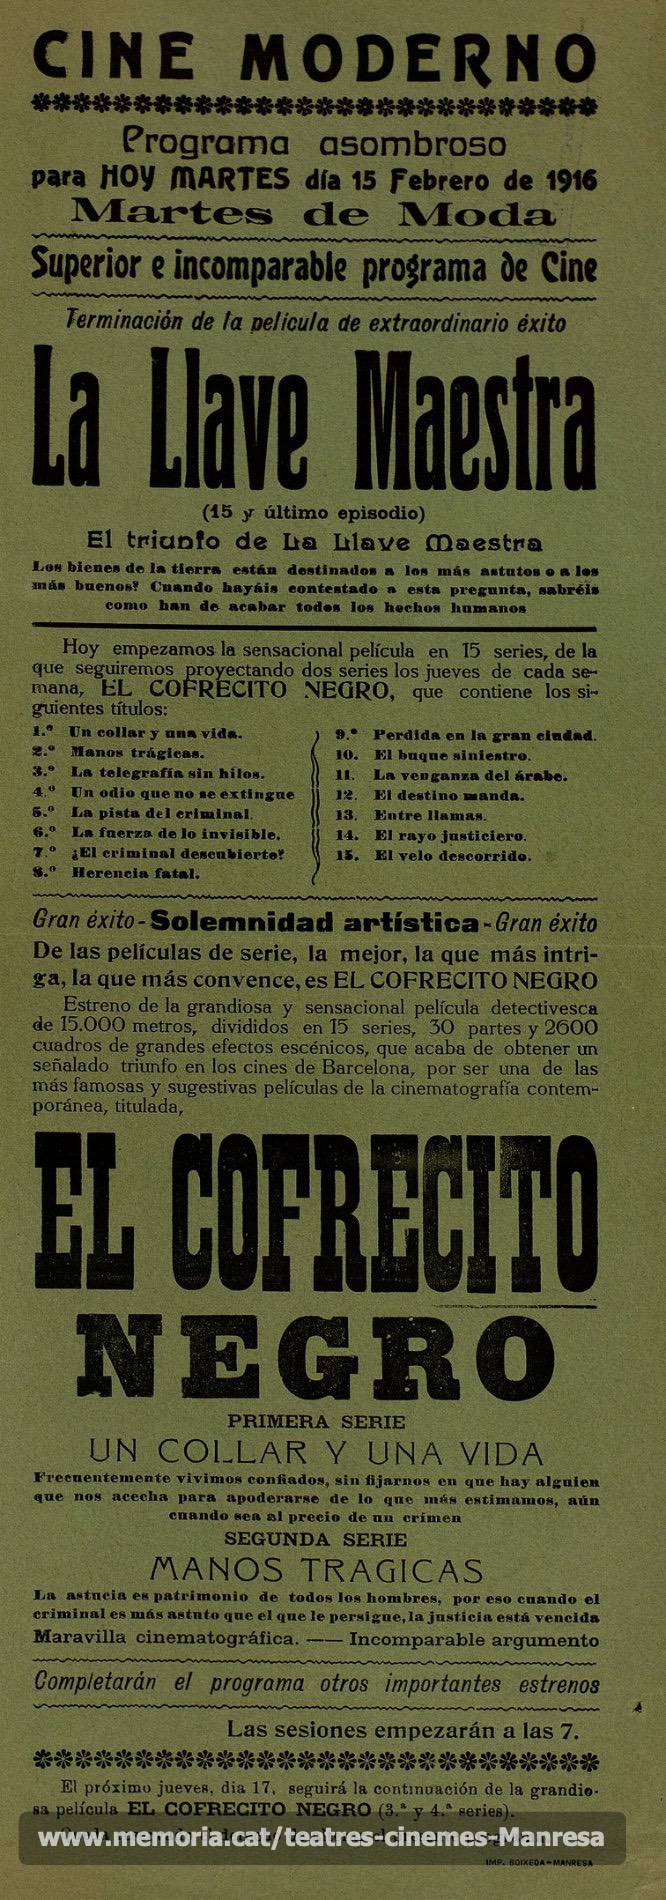 CINE MODERNO
Programa asombroso
para HOY MARTES día 15 Febrero de 1916
Martes de Moda
Superior e incomparable programa de Cine
Terminación de la película de extraordinario éxito
La Llave Maestra
(15 y último episodio)
El triunfo de La Llave Maestra
Los bienes de la tierra están destinados a los más astutos o a los
más buenos? Cuando hayáis contestado a esta pregunta, sabréis
como han de acabar todos los hechos humanos
Hoy empezamos la sensacional película en 15 series, de la
que seguiremos proyectando dos series los jueves de cada se-
mana, EL COFRECITO NEGRO, que contiene los si-
guientes títulos:
1.º Un collar y una vida.
2.º Manos trágicas.
3.º La telegrafía sin hilos.
4.º Un odio que no se extingue
5.º La pista del criminal.
6.º La fuerza de lo invisible.
7.º ¿El criminal descubierto?
8.º Herencia fatal.
9.º Perdida en la gran ciudad.
10. El buque siniestro.
11. La venganza del árabe.
12. El destino manda.
13. Entre llamas.
14. El rayo justiciero.
15. El velo descorrido.
Gran éxito - Solemnidad artística - Gran éxito
De las películas de serie, la mejor, la que más intri-
ga, la que más convence, es EL COFRECITO NEGRO
Estreno de la grandiosa y sensacional película detectivesca
de 15.000 metros, divididos en 15 series, 30 partes y 2600
cuadros de grandes efectos escénicos, que acaba de obtener un
señalado triunfo en los cines de Barcelona, por ser una de las
más famosas y sugestivas películas de la cinematografía contem-
poránea, titulada,
EL COFRECITO
NEGRO
PRIMERA SERIE
UN COLLAR Y UNA VIDA
Frecuentemente vivimos confiados, sin fijarnos en que hay alguien
que nos acecha para apoderarse de lo que más estimamos, aún
cuando sea al precio de un crímen
SEGUNDA SERIE
MANOS TRAGICAS
La astucia es patrimonio de todos los hombres, por eso cuando el
criminal es más astuto que el que le persigue, la justicia está vencida
Maravilla cinematográfica. —— Incomparable argumento
Completarán el programa otros importantes estrenos
Las sesiones empezarán a las 7.
El próximo jueves, dia 17, seguirá la continuación de la grandio-
sa película EL COFRECITO NEGRO (3.ª y 4.ª series).
www.memoria.cat/teatres-cinemes-Manresa
IMP. BOIXEDA-MANRESA